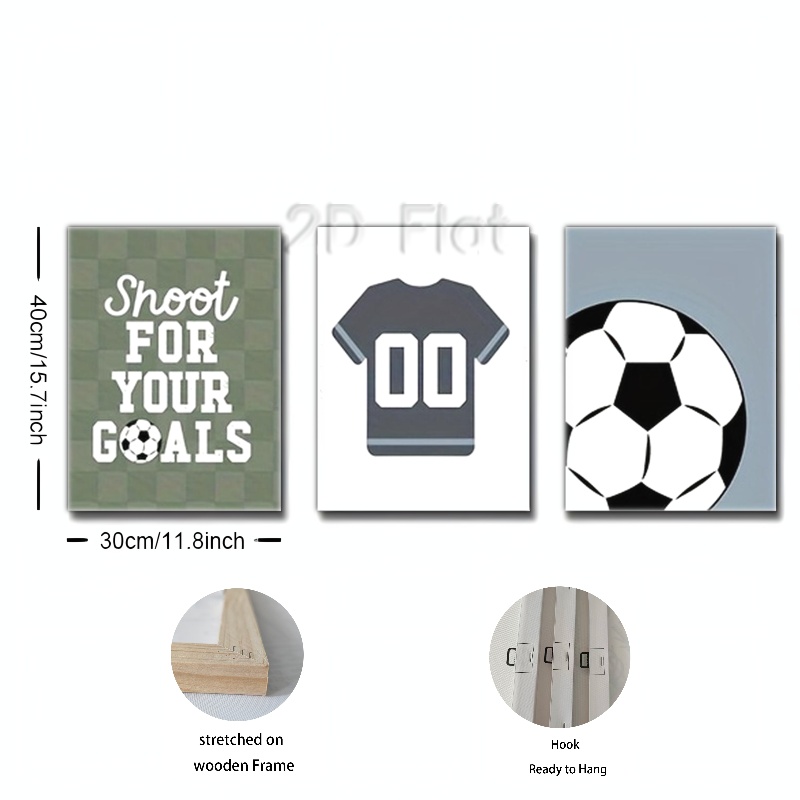 2D Flat
40cm/15.7inch
Shoot
FOR
YOUR
GOALS
00
30cm/11.8inch
stretched on
wooden Frame
Hook
Ready to Hang